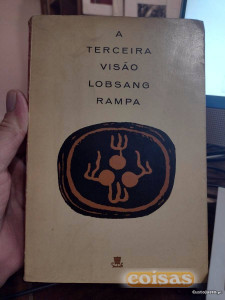 A
TERCEIRA
VISÃO
LOBSANG
RAMPA
coisas